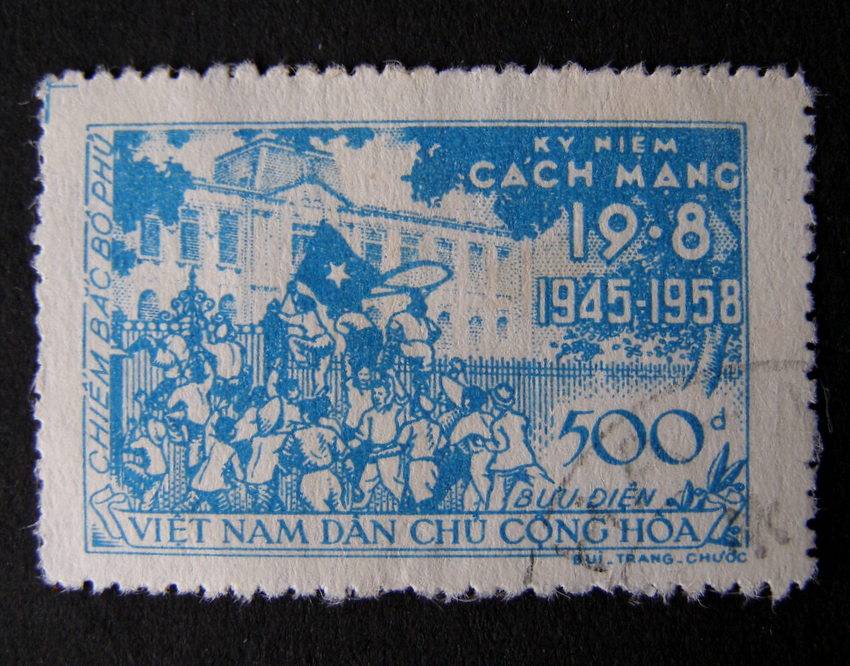 CHIẾM BẮC BỘ PHỦ
KỶ NIỆM
CÁCH MẠNG
19·8
1945-1958
500đ
BƯU ĐIỆN
VIỆT NAM DÂN CHỦ CỘNG HÒA
BÙI-TRANG-CHƯỚC